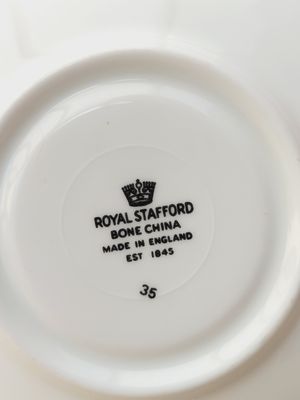 ROYAL STAFFORD
BONE CHINA
MADE IN ENGLAND
EST 1845
35